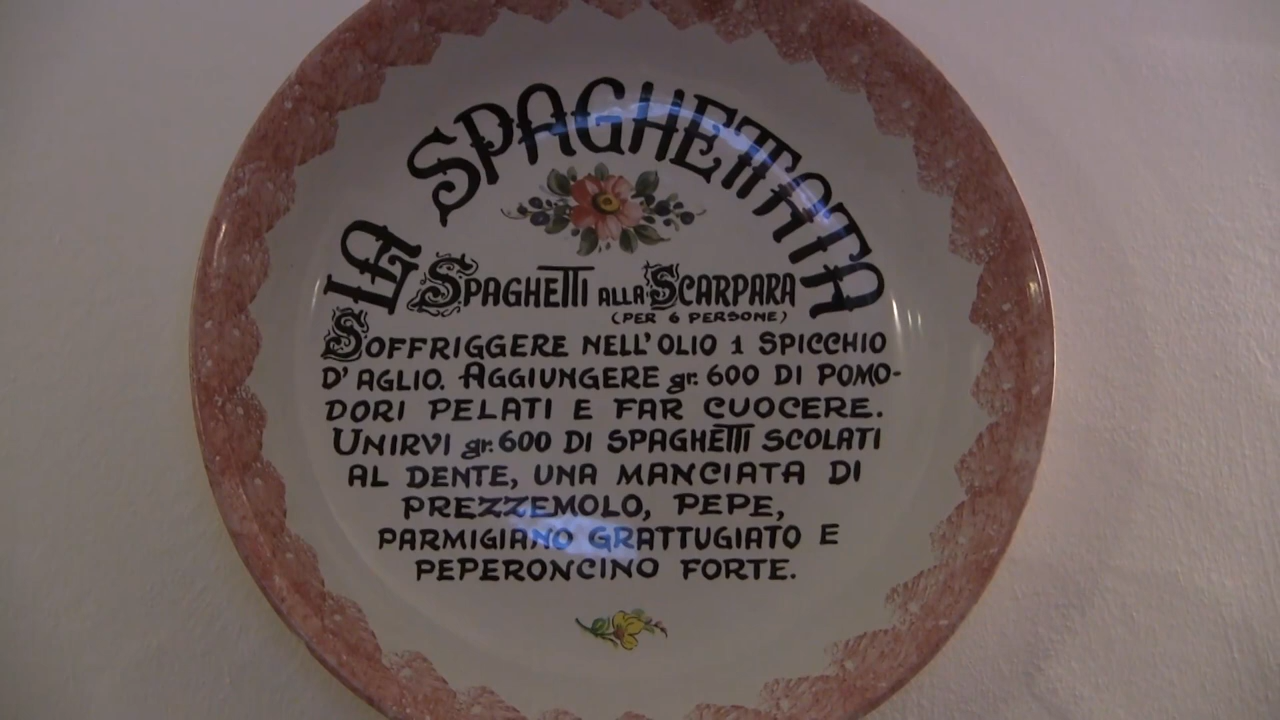 LA SPAGHETTATA
SPAGHETTI ALLA SCARPARA
(PER 6 PERSONE)
SOFFRIGGERE NELL'OLIO 1 SPICCHIO
D'AGLIO. AGGIUNGERE gr. 600 DI POMO-
DORI PELATI E FAR CUOCERE.
UNIRVI gr. 600 DI SPAGHETTI SCOLATI
AL DENTE, UNA MANCIATA DI
PREZZEMOLO, PEPE,
PARMIGIANO GRATTUGIATO E
PEPERONCINO FORTE.